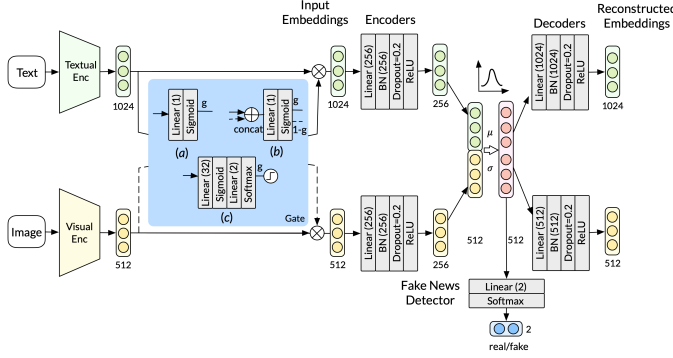 Input
Embeddings
Encoders
Decoders
Reconstructed
Embeddings
Text
Textual
Enc
1024
Linear (1)
Sigmoid
g
(a)
concat
Linear (1)
Sigmoid
g
1-g
(b)
Linear (32)
Sigmoid
Linear (2)
Softmax
g
(c)
Gate
1024
Linear (256)
BN (256)
Dropout=0.2
ReLU
256
μ
σ
Linear (1024)
BN (1024)
Dropout=0.2
ReLU
1024
Image
Visual
Enc
512
512
Linear (256)
BN (256)
Dropout=0.2
ReLU
256
512
512
Linear (512)
BN (512)
Dropout=0.2
ReLU
512
Fake News
Detector
Linear (2)
Softmax
2
real/fake